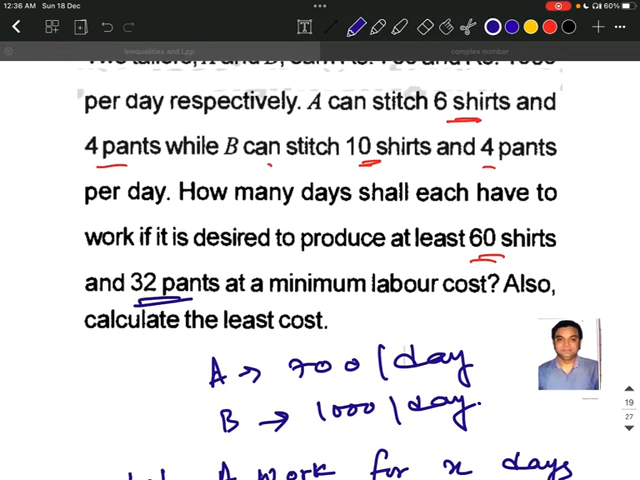 12:36 AM Sun 18 Dec
60%
Inequalities and Lpp
complex number
per day respectively. A can stitch 6 shirts and
4 pants while B can stitch 10 shirts and 4 pants
per day. How many days shall each have to
work if it is desired to produce at least 60 shirts
and 32 pants at a minimum labour cost? Also,
calculate the least cost.
A → 700/day
B → 1000/day.
19
27
A work for x days